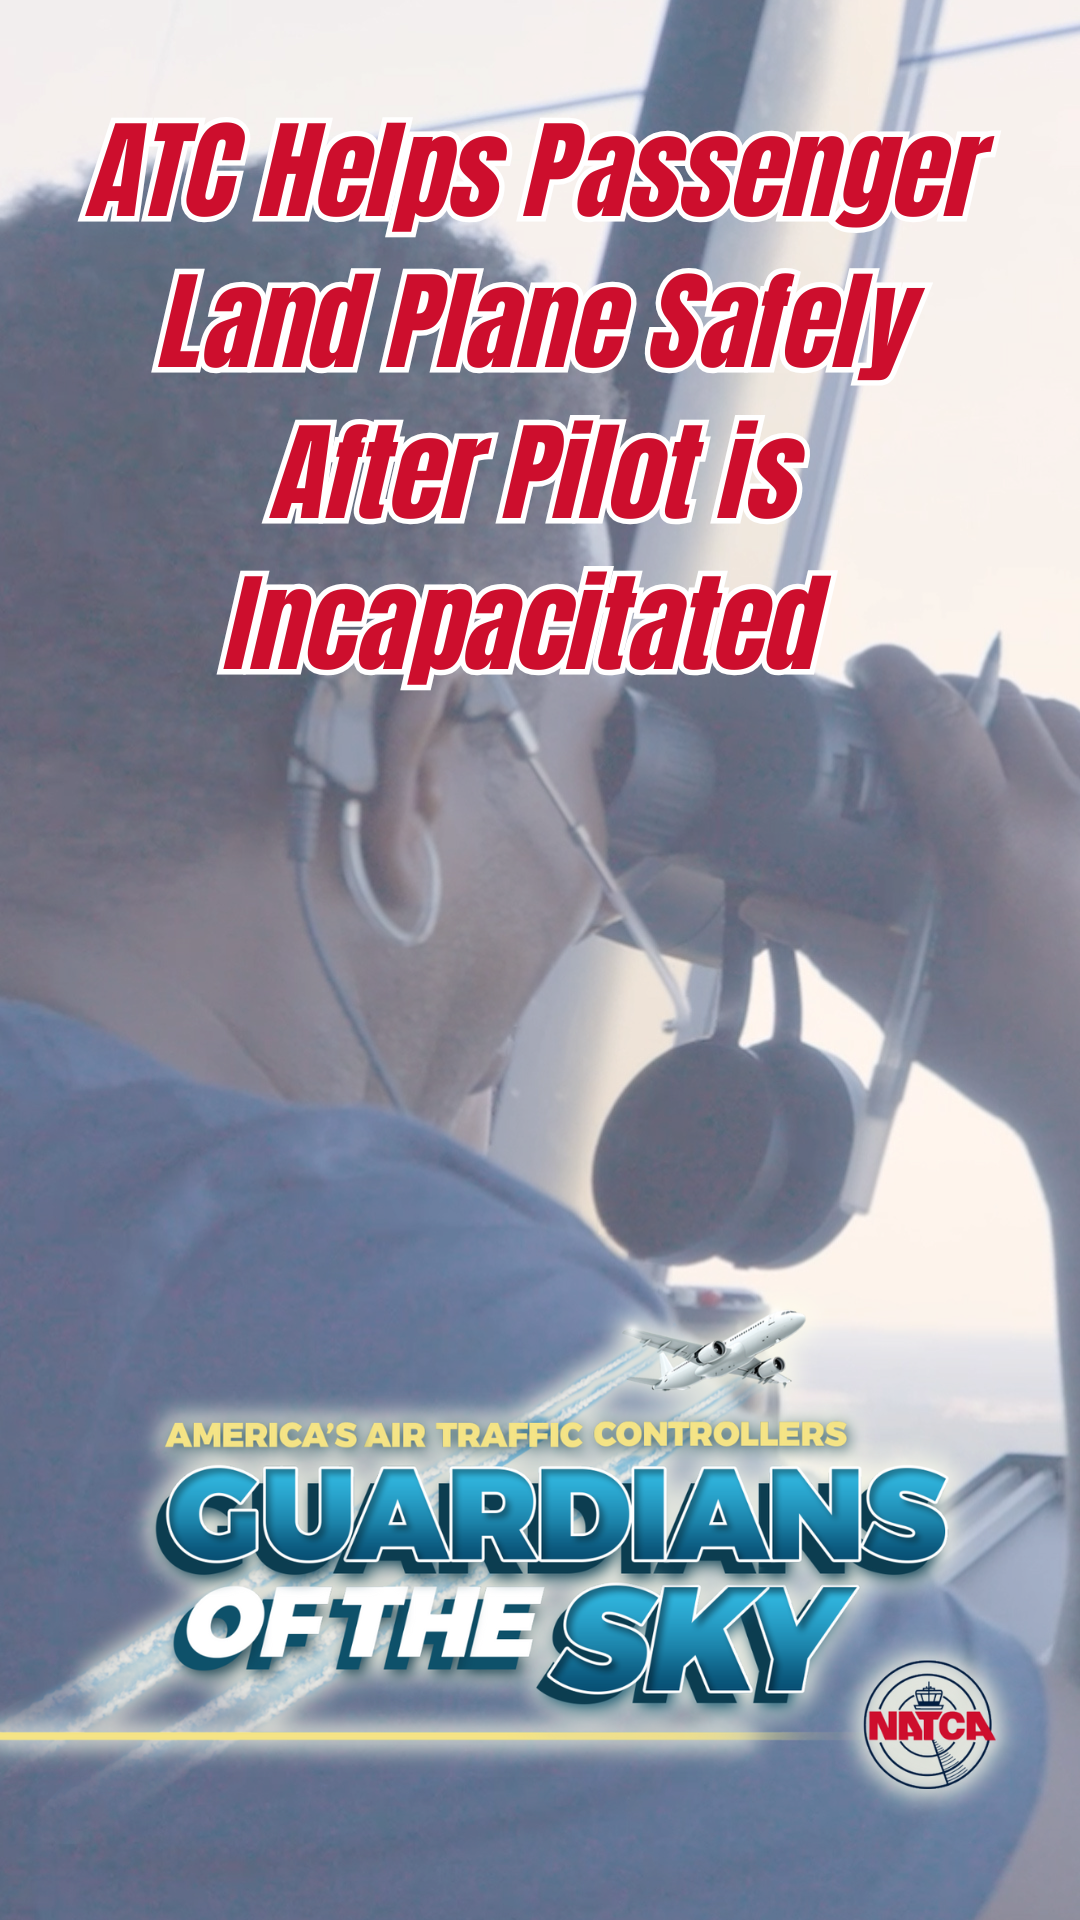 ATC Helps Passenger
Land Plane Safely
After Pilot is
Incapacitated
AMERICA'S AIR TRAFFIC CONTROLLERS
GUARDIANS
OF THE SKY
NATCA